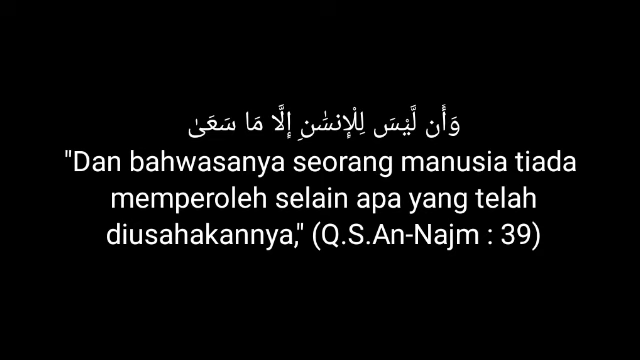 وَأَن لَّيْسَ لِلْإِنسَٰنِ إِلَّا مَا سَعَىٰ
"Dan bahwasanya seorang manusia tiada
memperoleh selain apa yang telah
diusahakannya," (Q.S.An-Najm : 39)